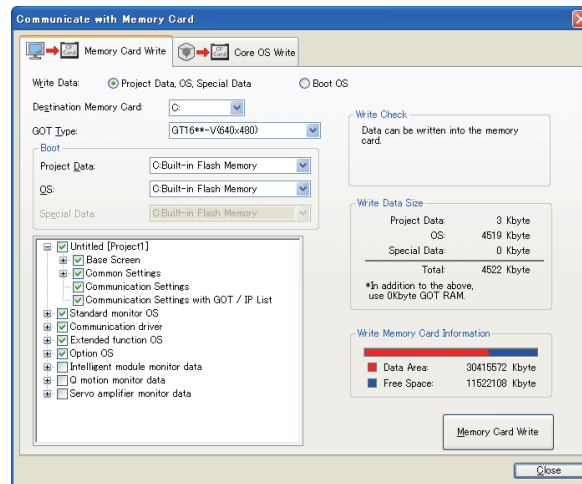 Communicate with Memory Card
CF Card Memory Card Write
CF Card Core OS Write
Write Data: Project Data, OS, Special Data Boot OS
Destination Memory Card: C:
GOT Type: GT16**-V(640x480)
Boot
Project Data: C:Built-in Flash Memory
OS: C:Built-in Flash Memory
Special Data: C:Built-in Flash Memory
Untitled [Project1]
Base Screen
Common Settings
Communication Settings
Communication Settings with GOT / IP List
Standard monitor OS
Communication driver
Extended function OS
Option OS
Intelligent module monitor data
Q motion monitor data
Servo amplifier monitor data
Write Check
Data can be written into the memory
card.
Write Data Size
Project Data: 3 Kbyte
OS: 4519 Kbyte
Special Data: 0 Kbyte
Total: 4522 Kbyte
*In addition to the above,
use 0Kbyte GOT RAM.
Write Memory Card Information
Data Area: 30415572 Kbyte
Free Space: 11522108 Kbyte
Memory Card Write
Close